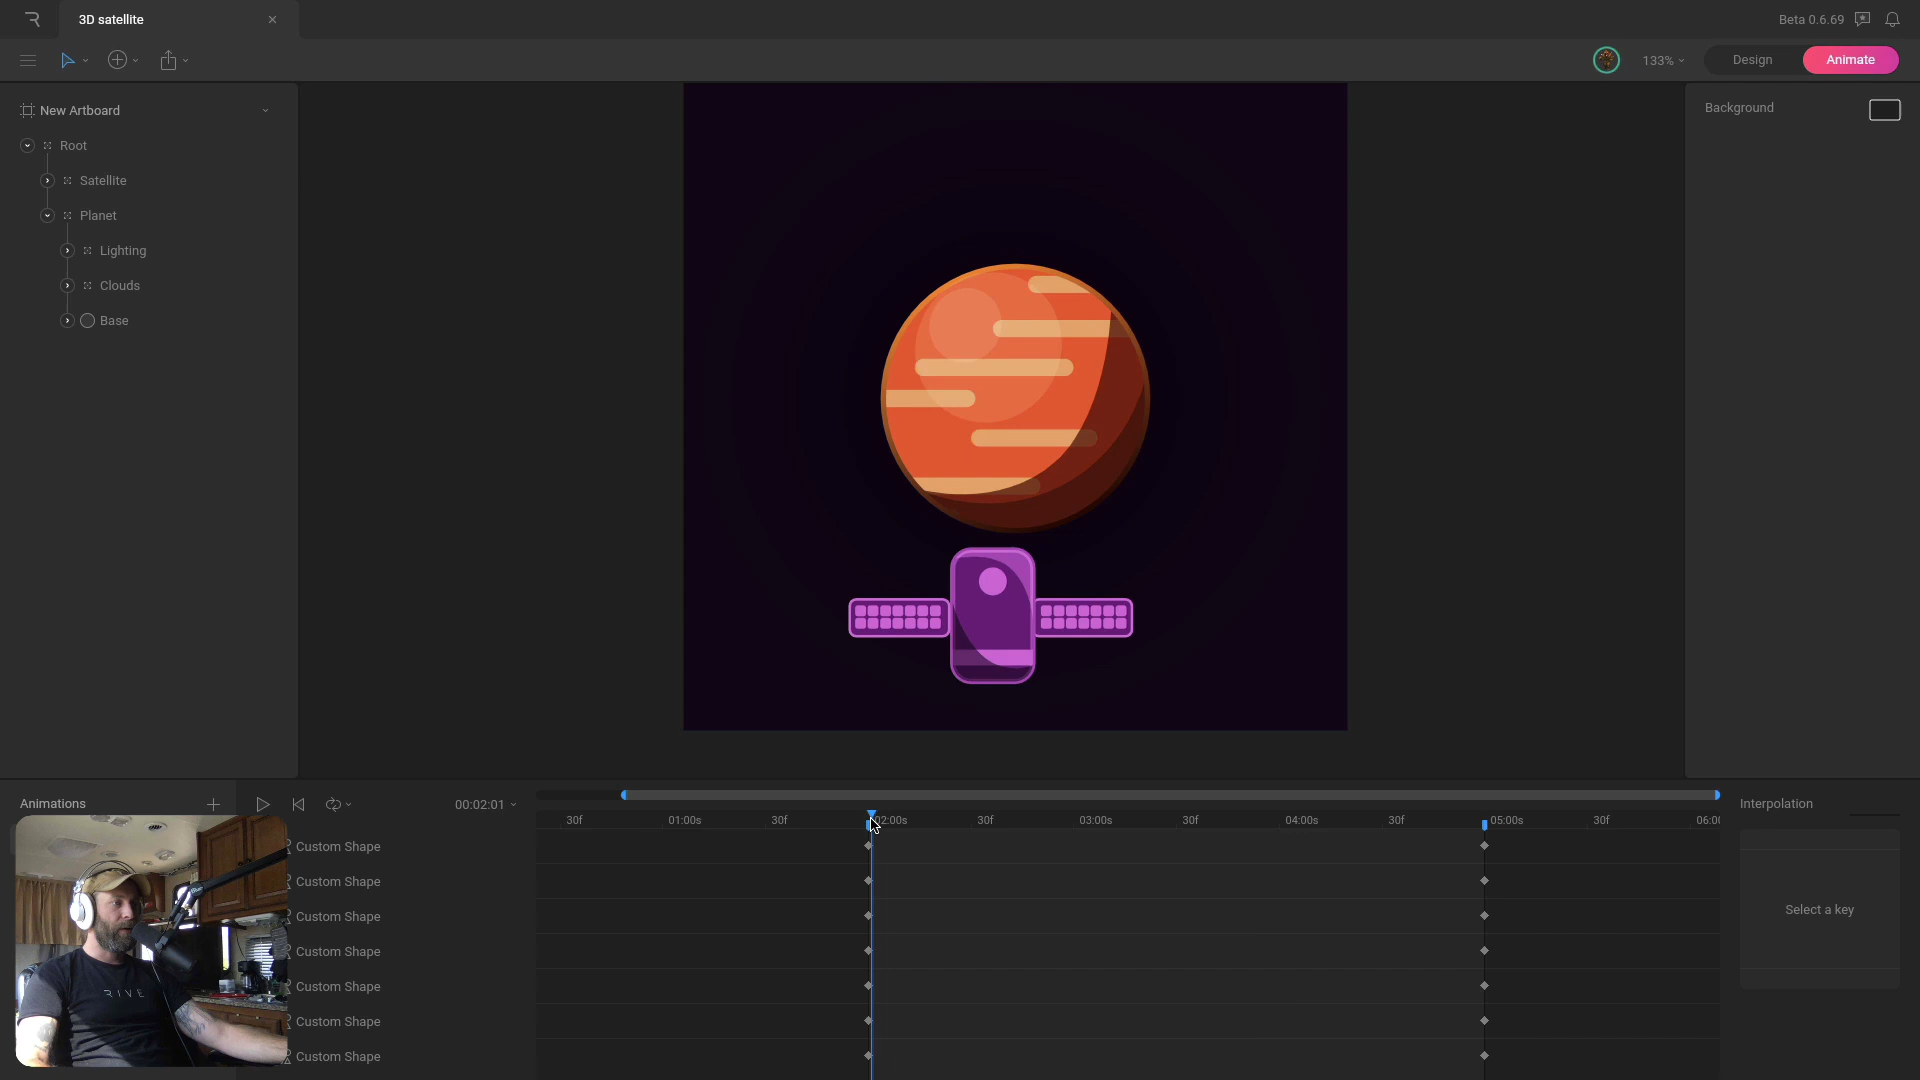 3D satellite
Beta 0.6.69
133%
Design
Animate
New Artboard
Root
Satellite
Planet
Lighting
Clouds
Base
Background
Animations
00:02:01
30f
01:00s
30f
02:00s
30f
03:00s
30f
04:00s
30f
05:00s
30f
06:00
Interpolation
Select a key
Custom Shape
Custom Shape
Custom Shape
Custom Shape
Custom Shape
Custom Shape
Custom Shape
RIVE